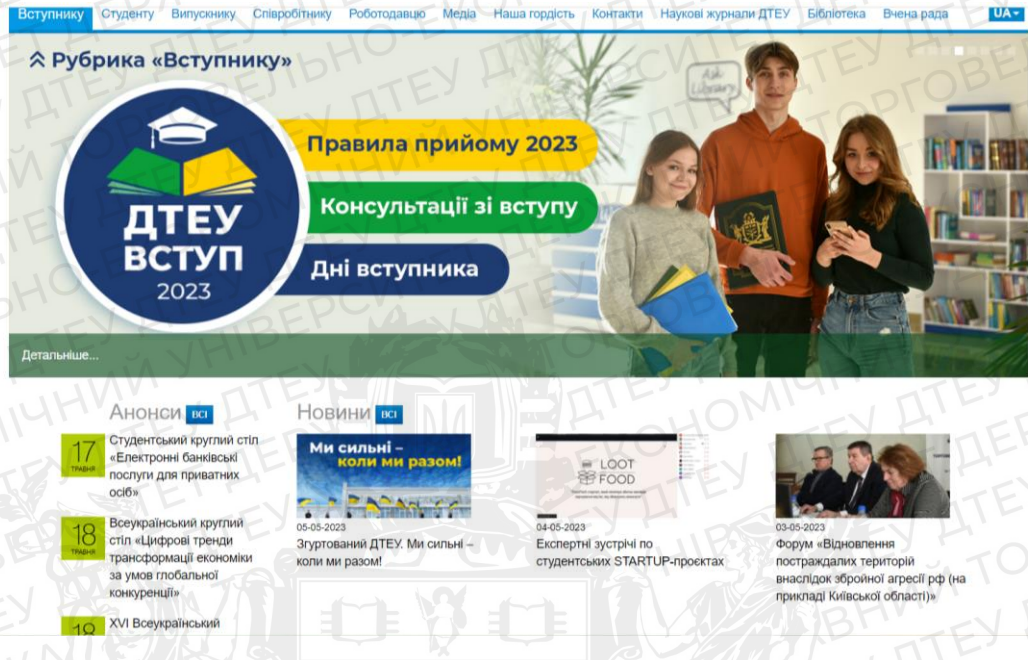 Вступнику Студенту Випускнику Співробітнику Роботодавцю Медіа Наша гордість Контакти Наукові журнали ДТЕУ Бібліотека Вчена рада UA
Рубрика «Вступнику»
Ask
Library
ДТЕУ
ВСТУП
2023
Правила прийому 2023
Консультації зі вступу
Дні вступника
Детальніше...
Анонси ВСІ
17
ТРАВНЯ
Студентський круглий стіл
«Електронні банківські
послуги для приватних
осіб»
18
ТРАВНЯ
Всеукраїнський круглий
стіл «Цифрові тренди
трансформації економіки
за умов глобальної
конкуренції»
18
XVI Всеукраїнський
Новини ВСІ
Ми сильні –
коли ми разом!
05-05-2023
Згуртований ДТЕУ. Ми сильні –
коли ми разом!
LOOT
FOOD
04-05-2023
Експертні зустрічі по
студентських STARTUP-проєктах
03-05-2023
Форум «Відновлення
постраждалих територій
внаслідок збройної агресії рф (на
прикладі Київської області)»